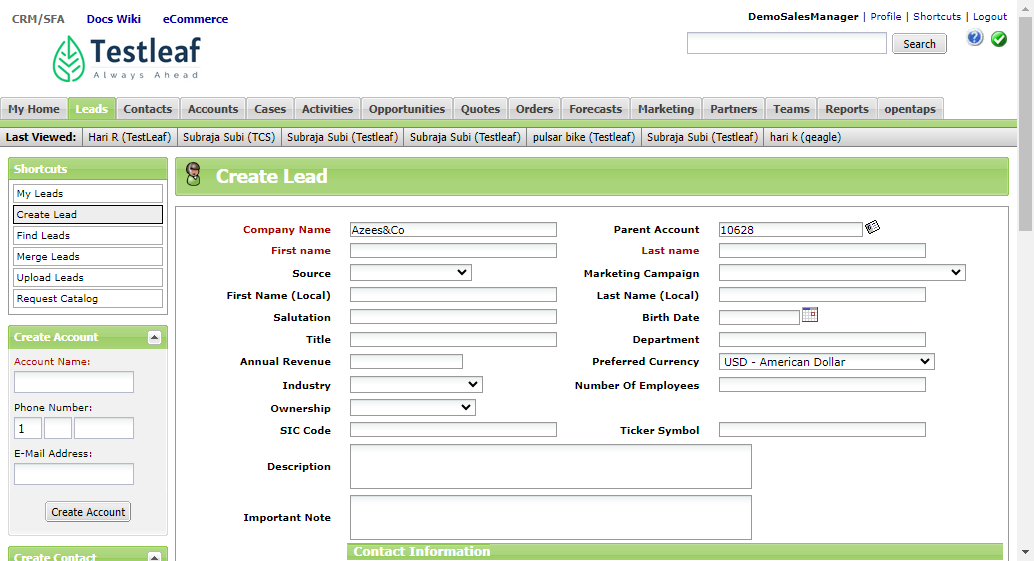 CRM/SFA Docs Wiki eCommerce
DemoSalesManager | Profile | Shortcuts | Logout
Testleaf
Always Ahead
Search
My Home Leads Contacts Accounts Cases Activities Opportunities Quotes Orders Forecasts Marketing Partners Teams Reports opentaps
Last Viewed: Hari R (TestLeaf) Subraja Subi (TCS) Subraja Subi (Testleaf) Subraja Subi (Testleaf) pulsar bike (Testleaf) Subraja Subi (Testleaf) hari k (qeagle)
Shortcuts
My Leads
Create Lead
Find Leads
Merge Leads
Upload Leads
Request Catalog
Create Account
Account Name:
Phone Number:
1
E-Mail Address:
Create Account
Create Contact
Create Lead
Company Name Azees&Co Parent Account 10628
First name Last name
Source Marketing Campaign
First Name (Local) Last Name (Local)
Salutation Birth Date
Title Department
Annual Revenue Preferred Currency USD - American Dollar
Industry Number Of Employees
Ownership
SIC Code Ticker Symbol
Description
Important Note
Contact Information